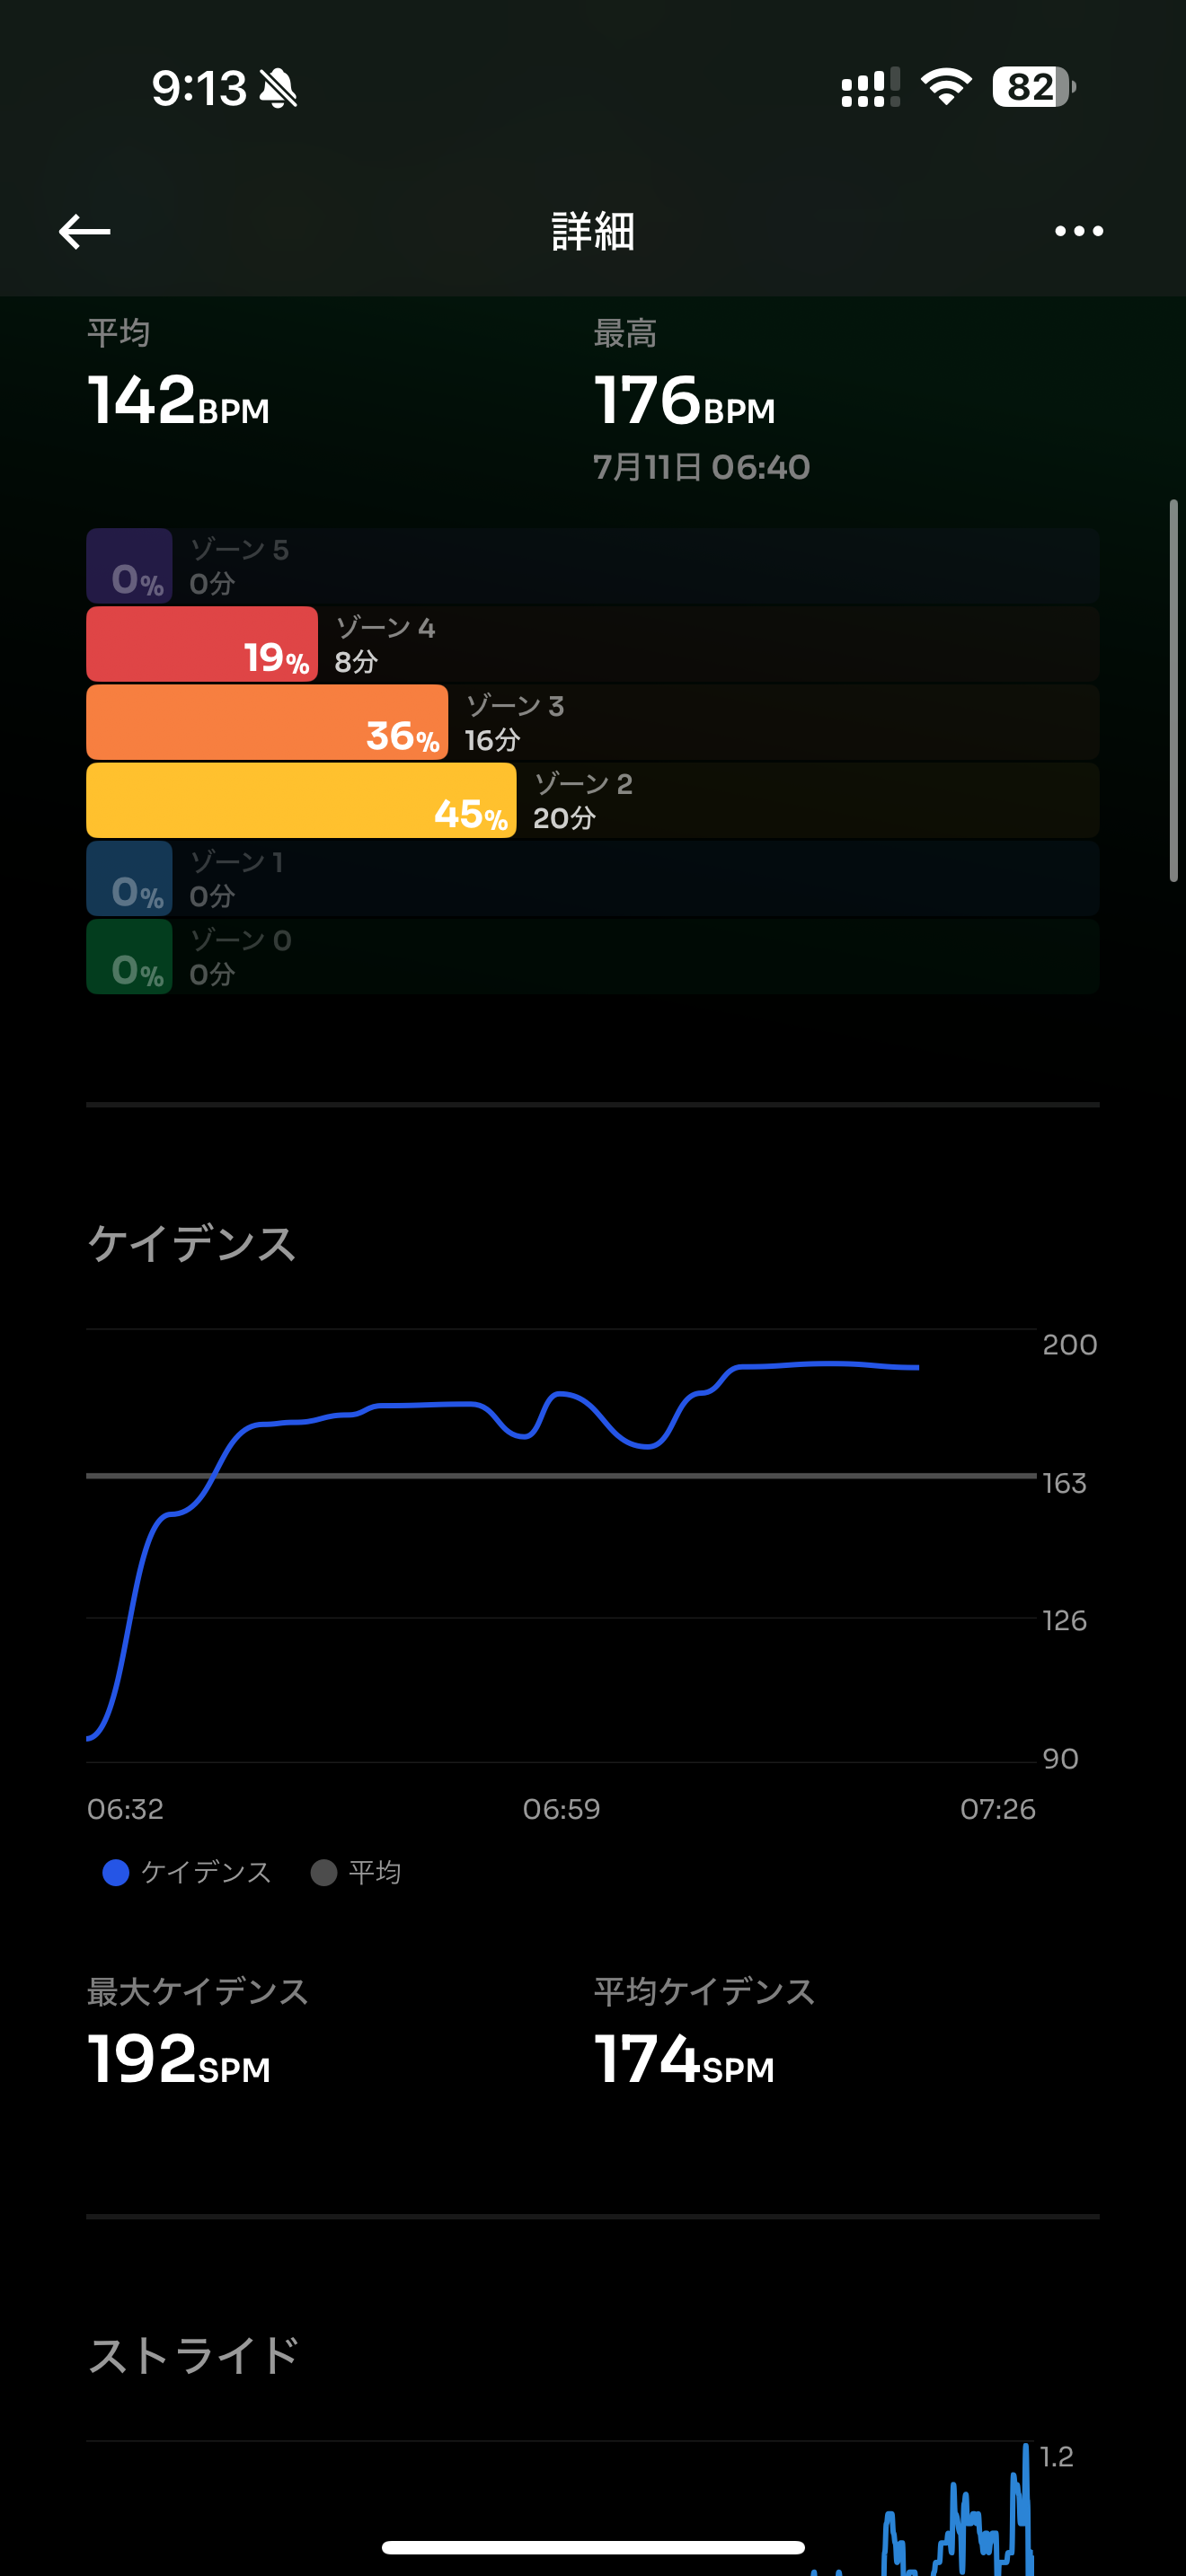 9:13
82
詳細
平均
最高
142BPM
176BPM
7月11日 06:40
ゾーン 5
0%
0分
ゾーン 4
19%
8分
ゾーン 3
36%
16分
ゾーン 2
45%
20分
ゾーン 1
0%
0分
ゾーン 0
0%
0分
ケイデンス
200
163
126
90
06:32
06:59
07:26
ケイデンス
平均
最大ケイデンス
平均ケイデンス
192SPM
174SPM
ストライド
1.2